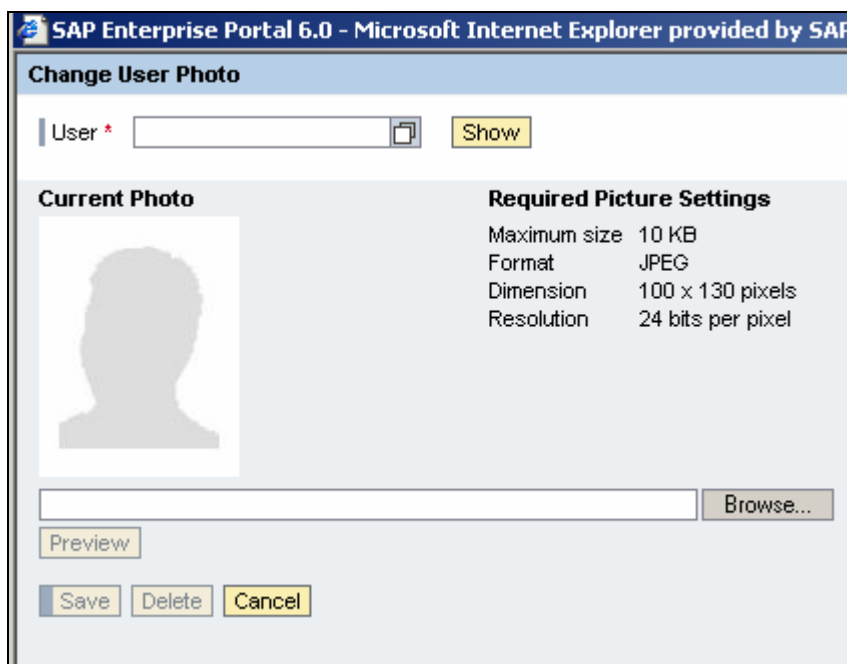 SAP Enterprise Portal 6.0 - Microsoft Internet Explorer provided by SAP
Change User Photo
User * Show
Current Photo Required Picture Settings
Maximum size 10 KB
Format JPEG
Dimension 100 x 130 pixels
Resolution 24 bits per pixel
Browse...
Preview
Save Delete Cancel